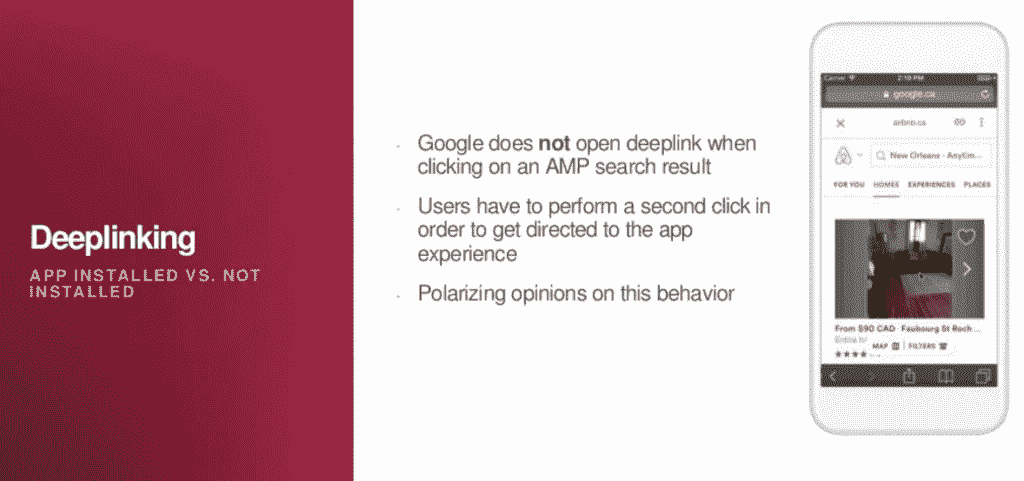 Deeplinking
APP INSTALLED VS. NOT
INSTALLED
Google does not open deeplink when
clicking on an AMP search result
Users have to perform a second click in
order to get directed to the app
experience
Polarizing opinions on this behavior
Carrier 2:19 PM
google.ca
airbnb.ca
New Orleans · Anytim...
FOR YOU HOMES EXPERIENCES PLACES
From $90 CAD · Faubourg St Roch ...
Entire
MAP FILTERS